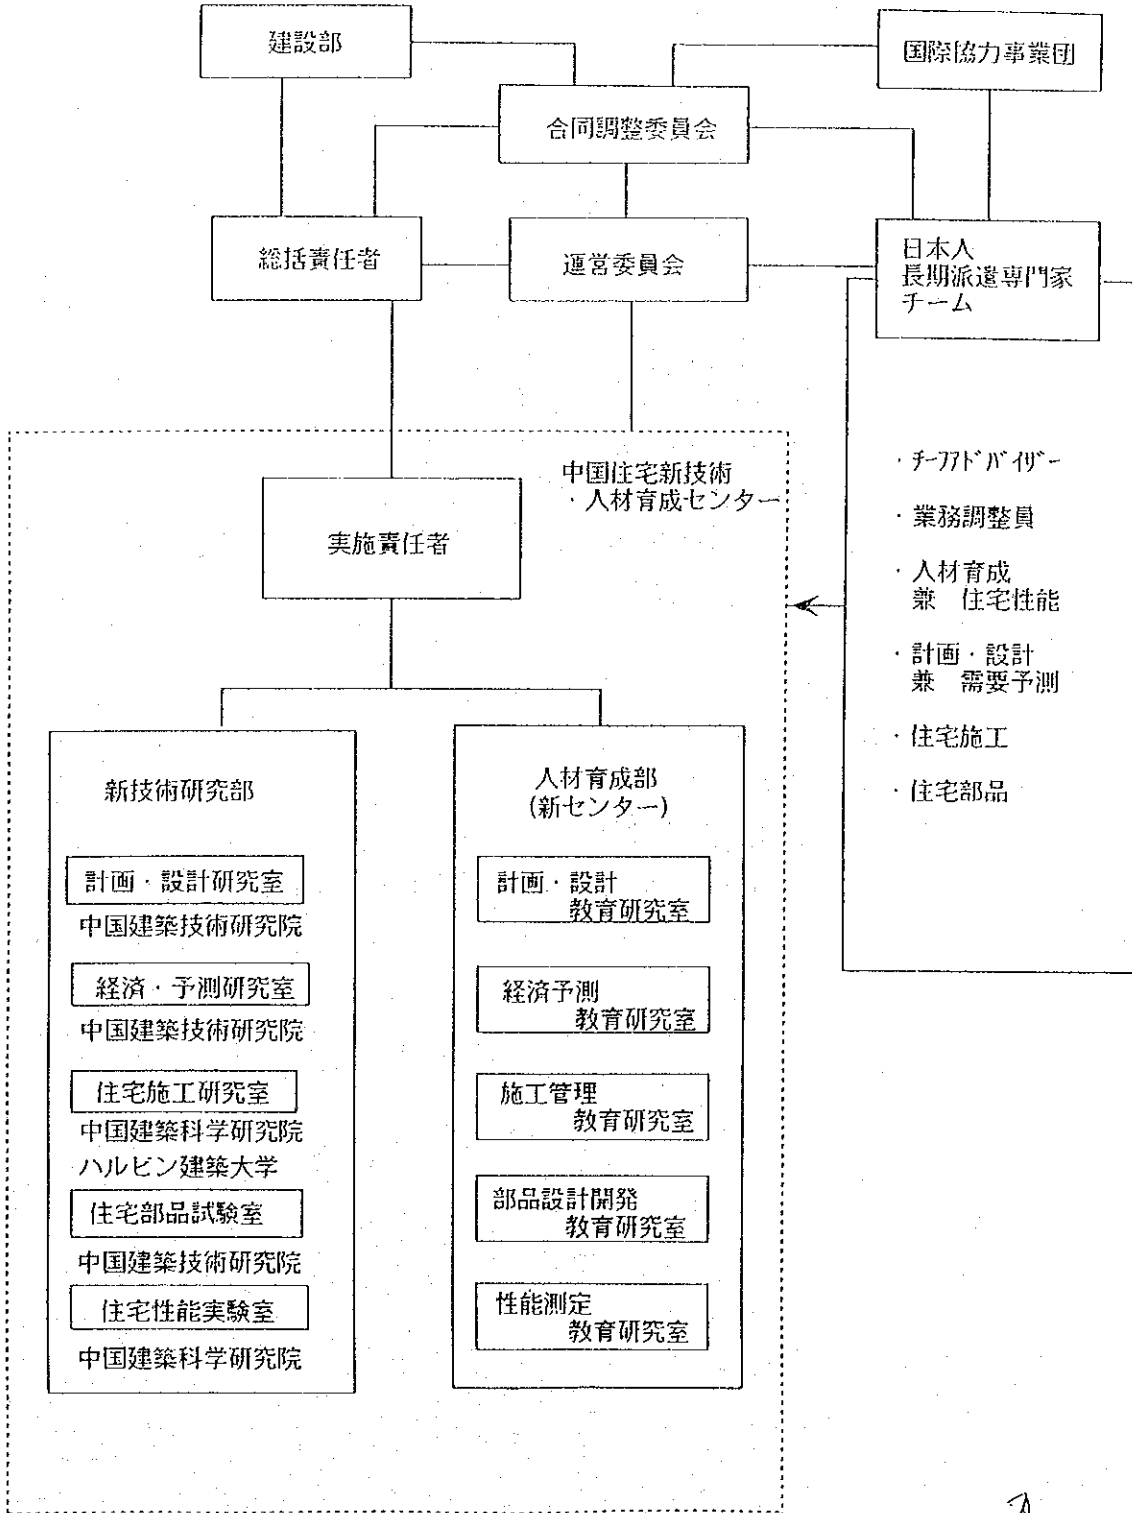 建設部
国際協力事業団
合同調整委員会
総括責任者
運営委員会
日本人
長期派遣専門家
チーム
中国住宅新技術
・人材育成センター
実施責任者
・ﾁｰﾌｱﾄﾞﾊﾞｲｻﾞｰ
・業務調整員
・人材育成
兼　住宅性能
・計画・設計
兼　需要予測
・住宅施工
・住宅部品
新技術研究部
計画・設計研究室
中国建築技術研究院
経済・予測研究室
中国建築技術研究院
住宅施工研究室
中国建築科学研究院
ハルビン建築大学
住宅部品試験室
中国建築技術研究院
住宅性能実験室
中国建築科学研究院
人材育成部
(新センター)
計画・設計
教育研究室
経済予測
教育研究室
施工管理
教育研究室
部品設計開発
教育研究室
性能測定
教育研究室